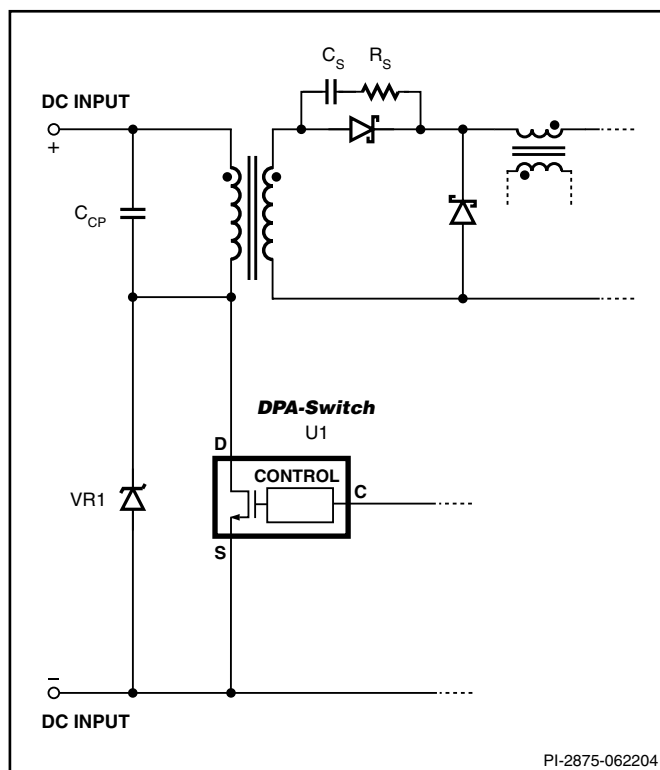 C_S
R_S
DC INPUT
+
C_CP
DPA-Switch
U1
D
CONTROL
C
VR1
S
−
DC INPUT
PI-2875-062204